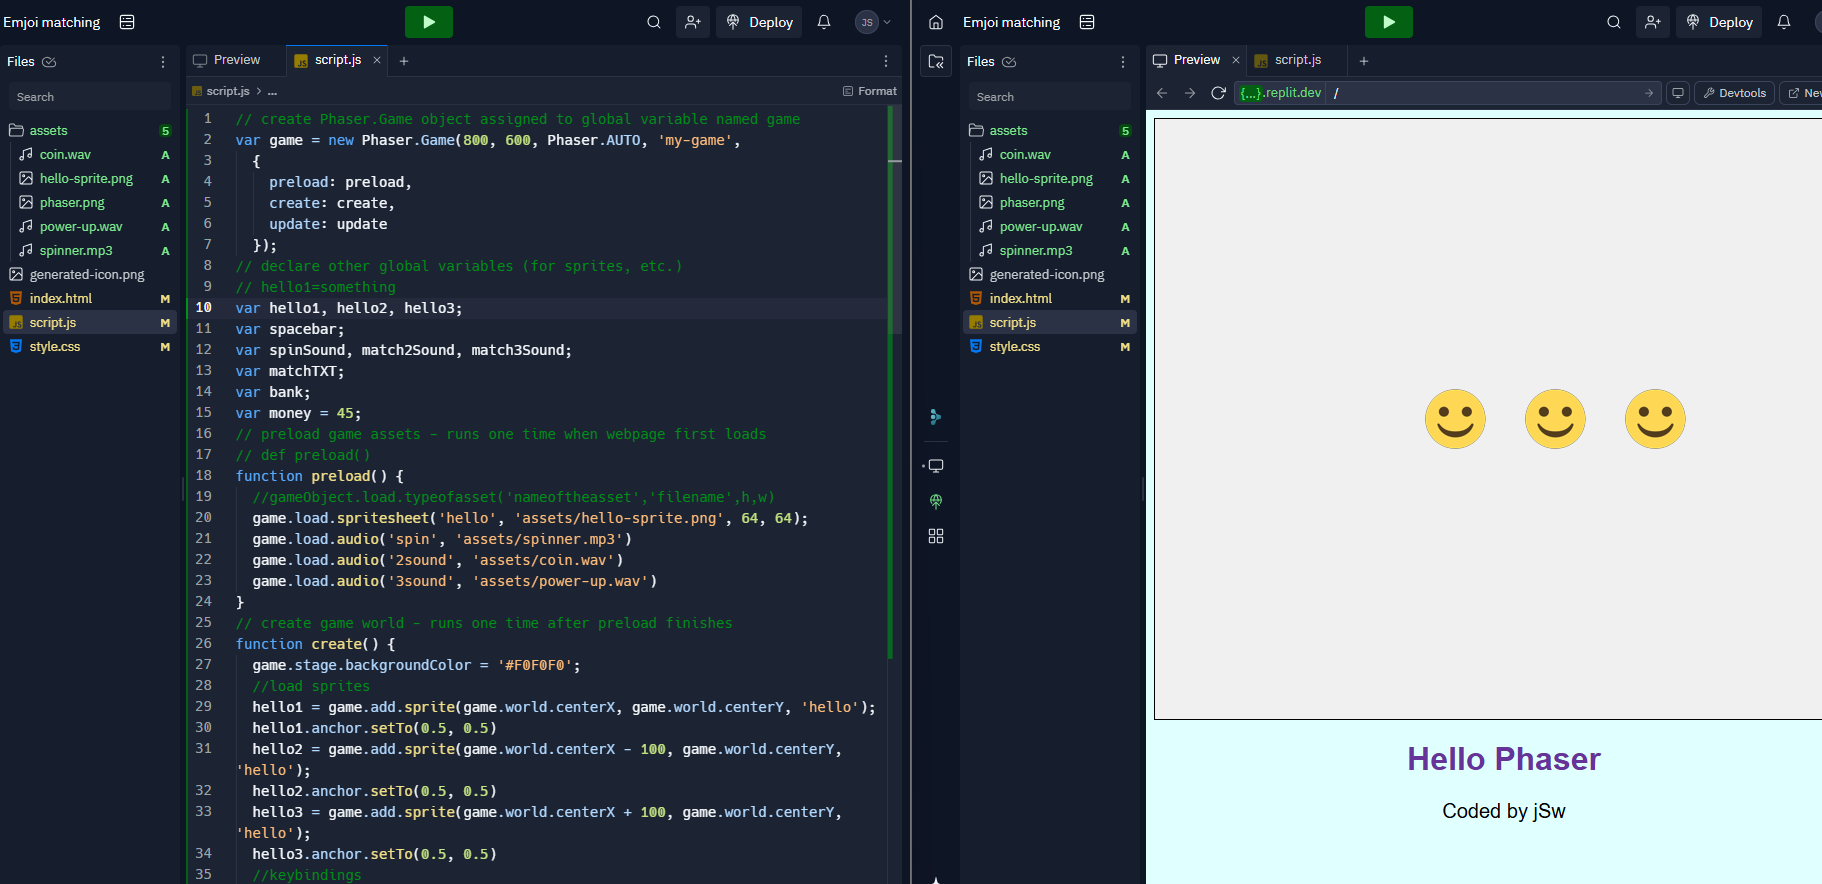 Emjoi matching
Deploy
JS
Files
Search
assets 5
coin.wav A
hello-sprite.png A
phaser.png A
power-up.wav A
spinner.mp3 A
generated-icon.png
index.html M
script.js M
style.css M
Preview
script.js
script.js > ...
Format
1 // create Phaser.Game object assigned to global variable named game
2 var game = new Phaser.Game(800, 600, Phaser.AUTO, 'my-game',
3 {
4 preload: preload,
5 create: create,
6 update: update
7 });
8 // declare other global variables (for sprites, etc.)
9 // hello1=something
10 var hello1, hello2, hello3;
11 var spacebar;
12 var spinSound, match2Sound, match3Sound;
13 var matchTXT;
14 var bank;
15 var money = 45;
16 // preload game assets - runs one time when webpage first loads
17 // def preload()
18 function preload() {
19 //gameObject.load.typeofasset('nameoftheasset','filename',h,w)
20 game.load.spritesheet('hello', 'assets/hello-sprite.png', 64, 64);
21 game.load.audio('spin', 'assets/spinner.mp3')
22 game.load.audio('2sound', 'assets/coin.wav')
23 game.load.audio('3sound', 'assets/power-up.wav')
24 }
25 // create game world - runs one time after preload finishes
26 function create() {
27 game.stage.backgroundColor = '#F0F0F0';
28 //load sprites
29 hello1 = game.add.sprite(game.world.centerX, game.world.centerY, 'hello');
30 hello1.anchor.setTo(0.5, 0.5)
31 hello2 = game.add.sprite(game.world.centerX - 100, game.world.centerY,
'hello');
32 hello2.anchor.setTo(0.5, 0.5)
33 hello3 = game.add.sprite(game.world.centerX + 100, game.world.centerY,
'hello');
34 hello3.anchor.setTo(0.5, 0.5)
35 //keybindings
Emjoi matching
Deploy
Files
Search
assets 5
coin.wav A
hello-sprite.png A
phaser.png A
power-up.wav A
spinner.mp3 A
generated-icon.png
index.html M
script.js M
style.css M
Preview
script.js
{...}.replit.dev /
Devtools
New
Hello Phaser
Coded by jSw